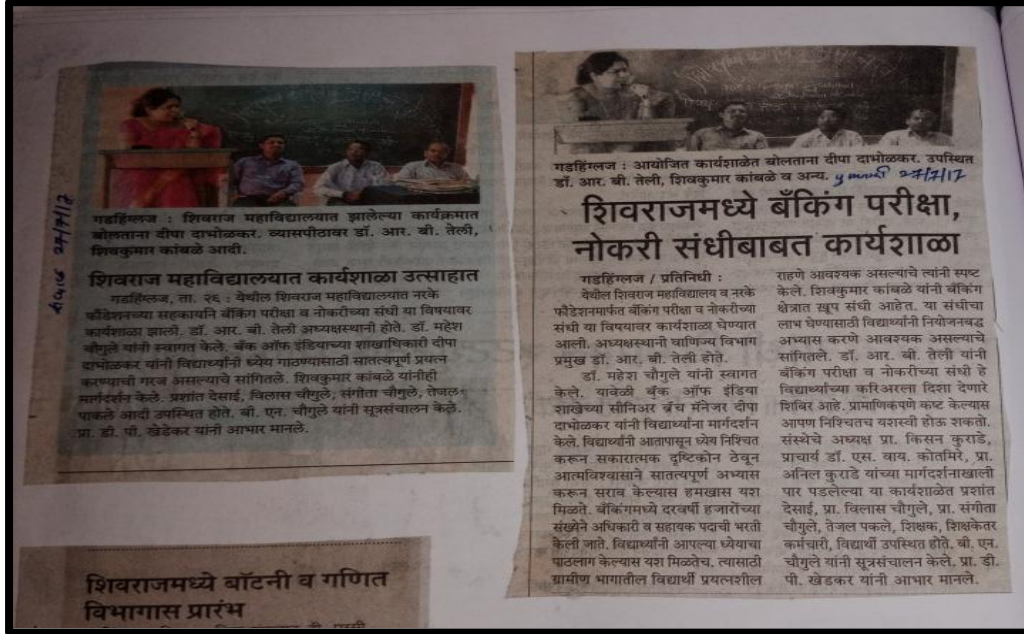 गडहिंग्लज : शिवराज महाविद्यालयात झालेल्या कार्यक्रमात
बोलताना दीपा दाभोळकर. व्यासपीठावर डॉ. आर. बी. तेली,
शिवकुमार कांबळे आदी.
शिवराज महाविद्यालयात कार्यशाळा उत्साहात
गडहिंग्लज, ता. २६ : येथील शिवराज महाविद्यालयात नरके
फौंडेशनच्या सहकार्याने बँकिंग परीक्षा व नोकरीच्या संधी या विषयावर
कार्यशाळा झाली. डॉ. आर. बी. तेली अध्यक्षस्थानी होते. डॉ. महेश
चौगुले यांनी स्वागत केले. बँक ऑफ इंडियाच्या शाखाधिकारी दीपा
दाभोळकर यांनी विद्यार्थ्यांनी ध्येय गाठण्यासाठी सातत्यपूर्ण प्रयत्न
करण्याची गरज असल्याचे सांगितले. शिवकुमार कांबळे यांनीही
मार्गदर्शन केले. प्रशांत देसाई, विलास चौगुले, संगीता चौगुले, तेजल
पाकले आदी उपस्थित होते. बी. एन. चौगुले यांनी सूत्रसंचालन केले.
प्रा. डी. पी. खेडेकर यांनी आभार मानले.
27/7/17
शिवराजमध्ये बॉटनी व गणित
विभागास प्रारंभ
गडहिंग्लज : आयोजित कार्यशाळेत बोलताना दीपा दाभोळकर. उपस्थित
डॉ. आर. बी. तेली, शिवकुमार कांबळे व अन्य. 27/7/17
शिवराजमध्ये बँकिंग परीक्षा,
नोकरी संधीबाबत कार्यशाळा
गडहिंग्लज / प्रतिनिधी :
येथील शिवराज महाविद्यालय व नरके
फौंडेशनमार्फत बँकिंग परीक्षा व नोकरीच्या
संधी या विषयावर कार्यशाळा घेण्यात
आली. अध्यक्षस्थानी वाणिज्य विभाग
प्रमुख डॉ. आर. बी. तेली होते.
डॉ. महेश चौगुले यांनी स्वागत
केले. यावेळी बँक ऑफ इंडिया
शाखेच्या सीनिअर ब्रँच मॅनेजर दीपा
दाभोळकर यांनी विद्यार्थ्यांना मार्गदर्शन
केले. विद्यार्थ्यांनी आतापासून ध्येय निश्चित
करून सकारात्मक दृष्टिकोन ठेवून
आत्मविश्वासाने सातत्यपूर्ण अभ्यास
करून सराव केल्यास हमखास यश
मिळते. बँकिंगमध्ये दरवर्षी हजारोंच्या
संख्येने अधिकारी व सहायक पदाची भरती
केली जाते. विद्यार्थ्यांनी आपल्या ध्येयाचा
पाठलाग केल्यास यश मिळतेच. त्यासाठी
ग्रामीण भागातील विद्यार्थी प्रयत्नशील
राहणे आवश्यक असल्याचे त्यांनी स्पष्ट
केले. शिवकुमार कांबळे यांनी बँकिंग
क्षेत्रात खूप संधी आहेत. या संधीचा
लाभ घेण्यासाठी विद्यार्थ्यांनी नियोजनबद्ध
अभ्यास करणे आवश्यक असल्याचे
सांगितले. डॉ. आर. बी. तेली यांनी
बँकिंग परीक्षा व नोकरीच्या संधी हे
विद्यार्थ्यांच्या करिअरला दिशा देणारे
शिबिर आहे. प्रामाणिकपणे कष्ट केल्यास
आपण निश्चितच यशस्वी होऊ शकतो.
संस्थेचे अध्यक्ष प्रा. किसन कुराडे,
प्राचार्य डॉ. एस. वाय. कोतमिरे, प्रा.
अनिल कुराडे यांच्या मार्गदर्शनाखाली
पार पडलेल्या या कार्यशाळेत प्रशांत
देसाई, प्रा. विलास चौगुले, प्रा. संगीता
चौगुले, तेजल पकले, शिक्षक, शिक्षकेतर
कर्मचारी, विद्यार्थी उपस्थित होते. बी. एन.
चौगुले यांनी सूत्रसंचालन केले. प्रा. डी.
पी. खेडकर यांनी आभार मानले.